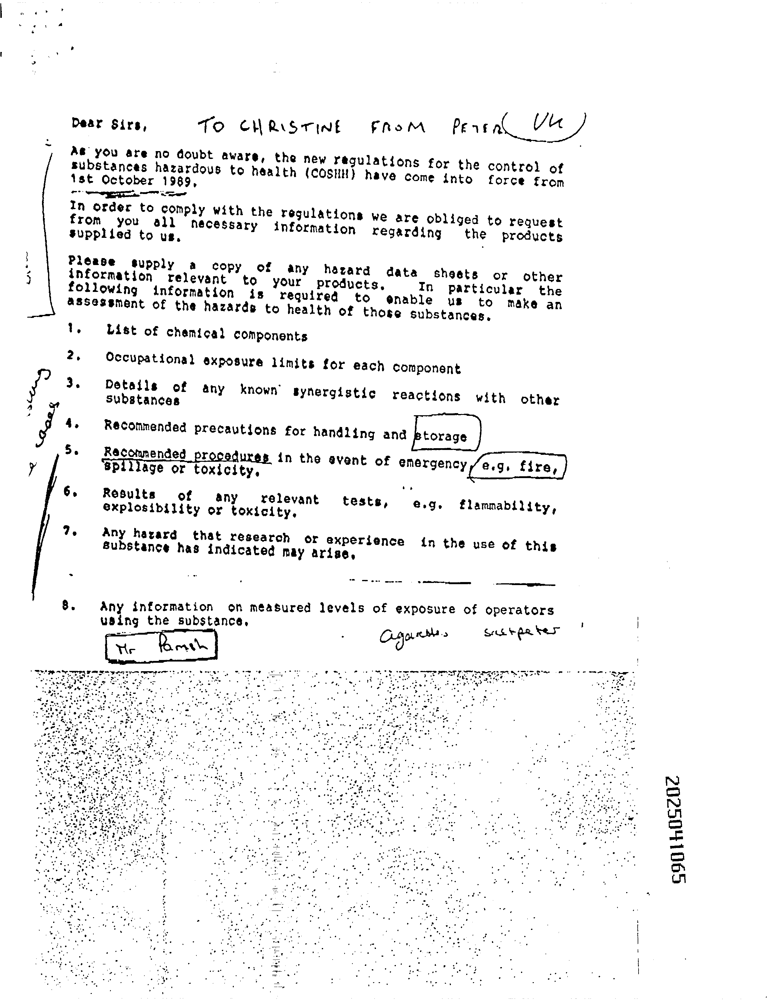 Dear Sirs, TO CHRISTINE FROM PETER (UK)
As you are no doubt aware, the new regulations for the control of
substances hazardous to health (COSHH) have come into force from
1st October 1989.
In order to comply with the regulations we are obliged to request
from you all necessary information regarding the products
supplied to us.
Please supply a copy of any hazard data sheets or other
information relevant to your products. In particular the
following information is required to enable us to make an
assessment of the hazards to health of those substances.
1. List of chemical components
2. Occupational exposure limits for each component
3. Details of any known synergistic reactions with other
substances
4. Recommended precautions for handling and storage
5. Recommended procedures in the event of emergency, e.g. fire,
spillage or toxicity.
6. Results of any relevant tests, e.g. flammability,
explosibility or toxicity.
7. Any hazard that research or experience in the use of this
substance has indicated may arise.
8. Any information on measured levels of exposure of operators
using the substance.
Mr
2025041065